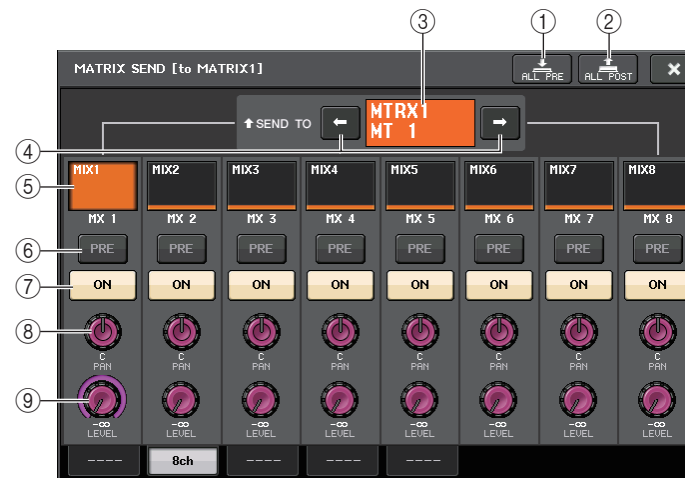 ③ ① ②
MATRIX SEND [to MATRIX1]
ALL PRE ALL POST ×
SEND TO MTRX1
MT 1
④
⑤ MIX1 MIX2 MIX3 MIX4 MIX5 MIX6 MIX7 MIX8
MX 1 MX 2 MX 3 MX 4 MX 5 MX 6 MX 7 MX 8
⑥ PRE PRE PRE PRE PRE PRE PRE PRE
⑦ ON ON ON ON ON ON ON ON
⑧
C C C C C C C C
PAN PAN PAN PAN PAN PAN PAN PAN
⑨
-∞ -∞ -∞ -∞ -∞ -∞ -∞ -∞
LEVEL LEVEL LEVEL LEVEL LEVEL LEVEL LEVEL LEVEL
---- 8ch ---- ---- ----